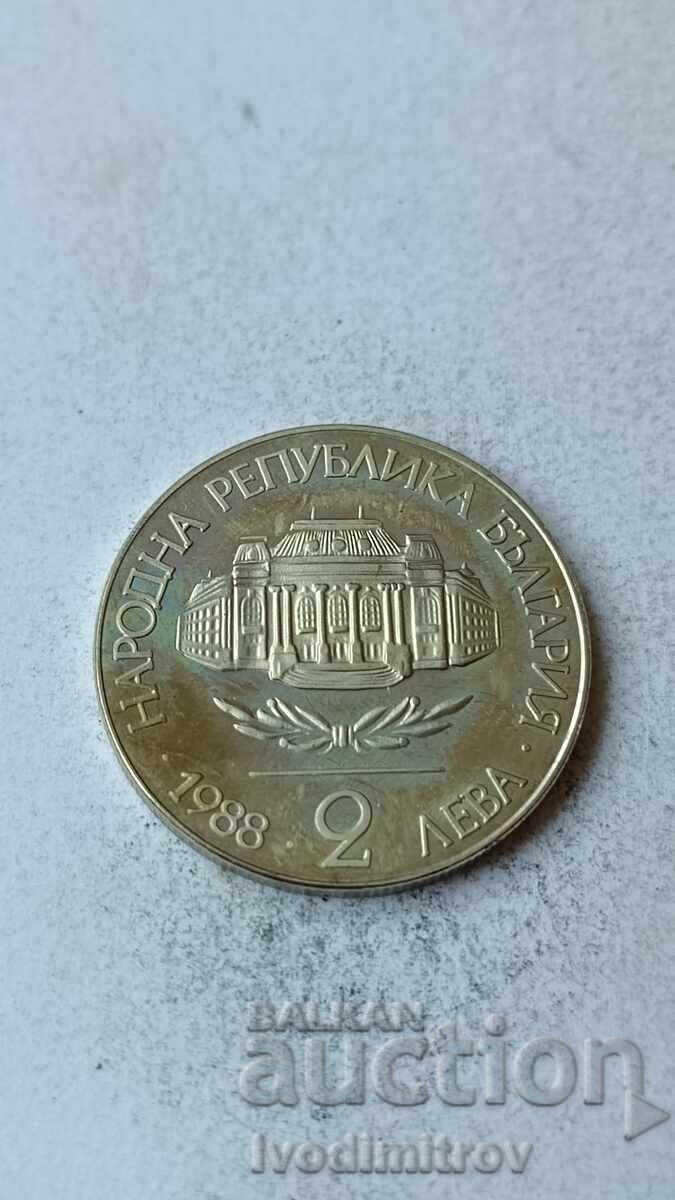 НАРОДНА РЕПУБЛИКА БЪЛГАРИЯ
· 1988 · 2 ЛЕВА ·
BALKAN
auction
Ivodimitrov